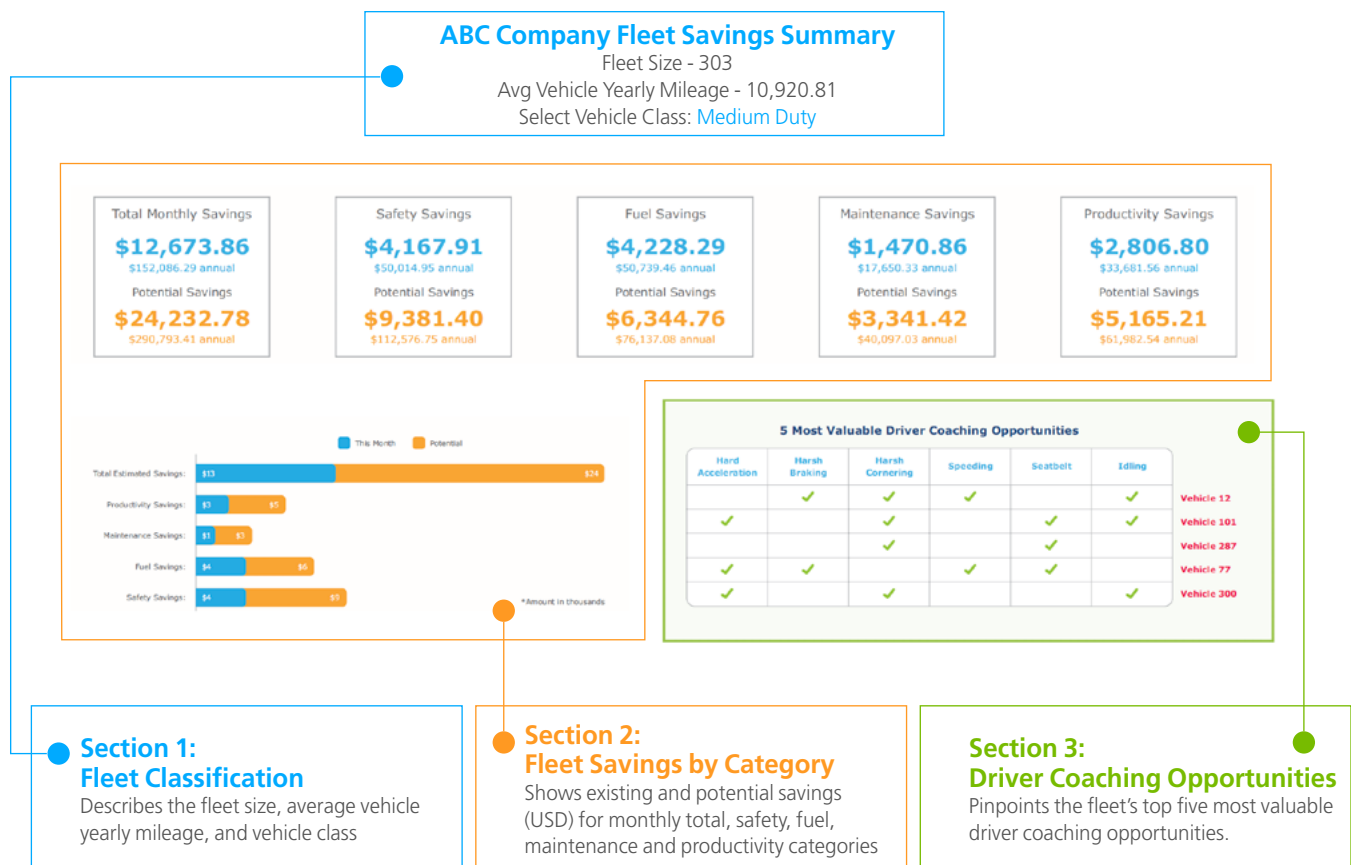 ABC Company Fleet Savings Summary
Fleet Size - 303
Avg Vehicle Yearly Mileage - 10,920.81
Select Vehicle Class: Medium Duty
Total Monthly Savings
$12,673.86
$152,086.29 annual
Potential Savings
$24,232.78
$290,793.41 annual
Safety Savings
$4,167.91
$50,014.95 annual
Potential Savings
$9,381.40
$112,576.75 annual
Fuel Savings
$4,228.29
$50,739.46 annual
Potential Savings
$6,344.76
$76,137.08 annual
Maintenance Savings
$1,470.86
$17,650.33 annual
Potential Savings
$3,341.42
$40,097.03 annual
Productivity Savings
$2,806.80
$33,681.56 annual
Potential Savings
$5,165.21
$61,982.54 annual
This Month Potential
Total Estimated Savings: $13 $24
Productivity Savings: $3 $5
Maintenance Savings: $1 $3
Fuel Savings: $4 $6
Safety Savings: $4 $9
*Amount in thousands
5 Most Valuable Driver Coaching Opportunities
Hard Harsh Harsh Speeding Seatbelt Idling
Acceleration Braking Cornering
Vehicle 12
Vehicle 101
Vehicle 287
Vehicle 77
Vehicle 300
Section 1:
Fleet Classification
Describes the fleet size, average vehicle
yearly mileage, and vehicle class
Section 2:
Fleet Savings by Category
Shows existing and potential savings
(USD) for monthly total, safety, fuel,
maintenance and productivity categories
Section 3:
Driver Coaching Opportunities
Pinpoints the fleet's top five most valuable
driver coaching opportunities.